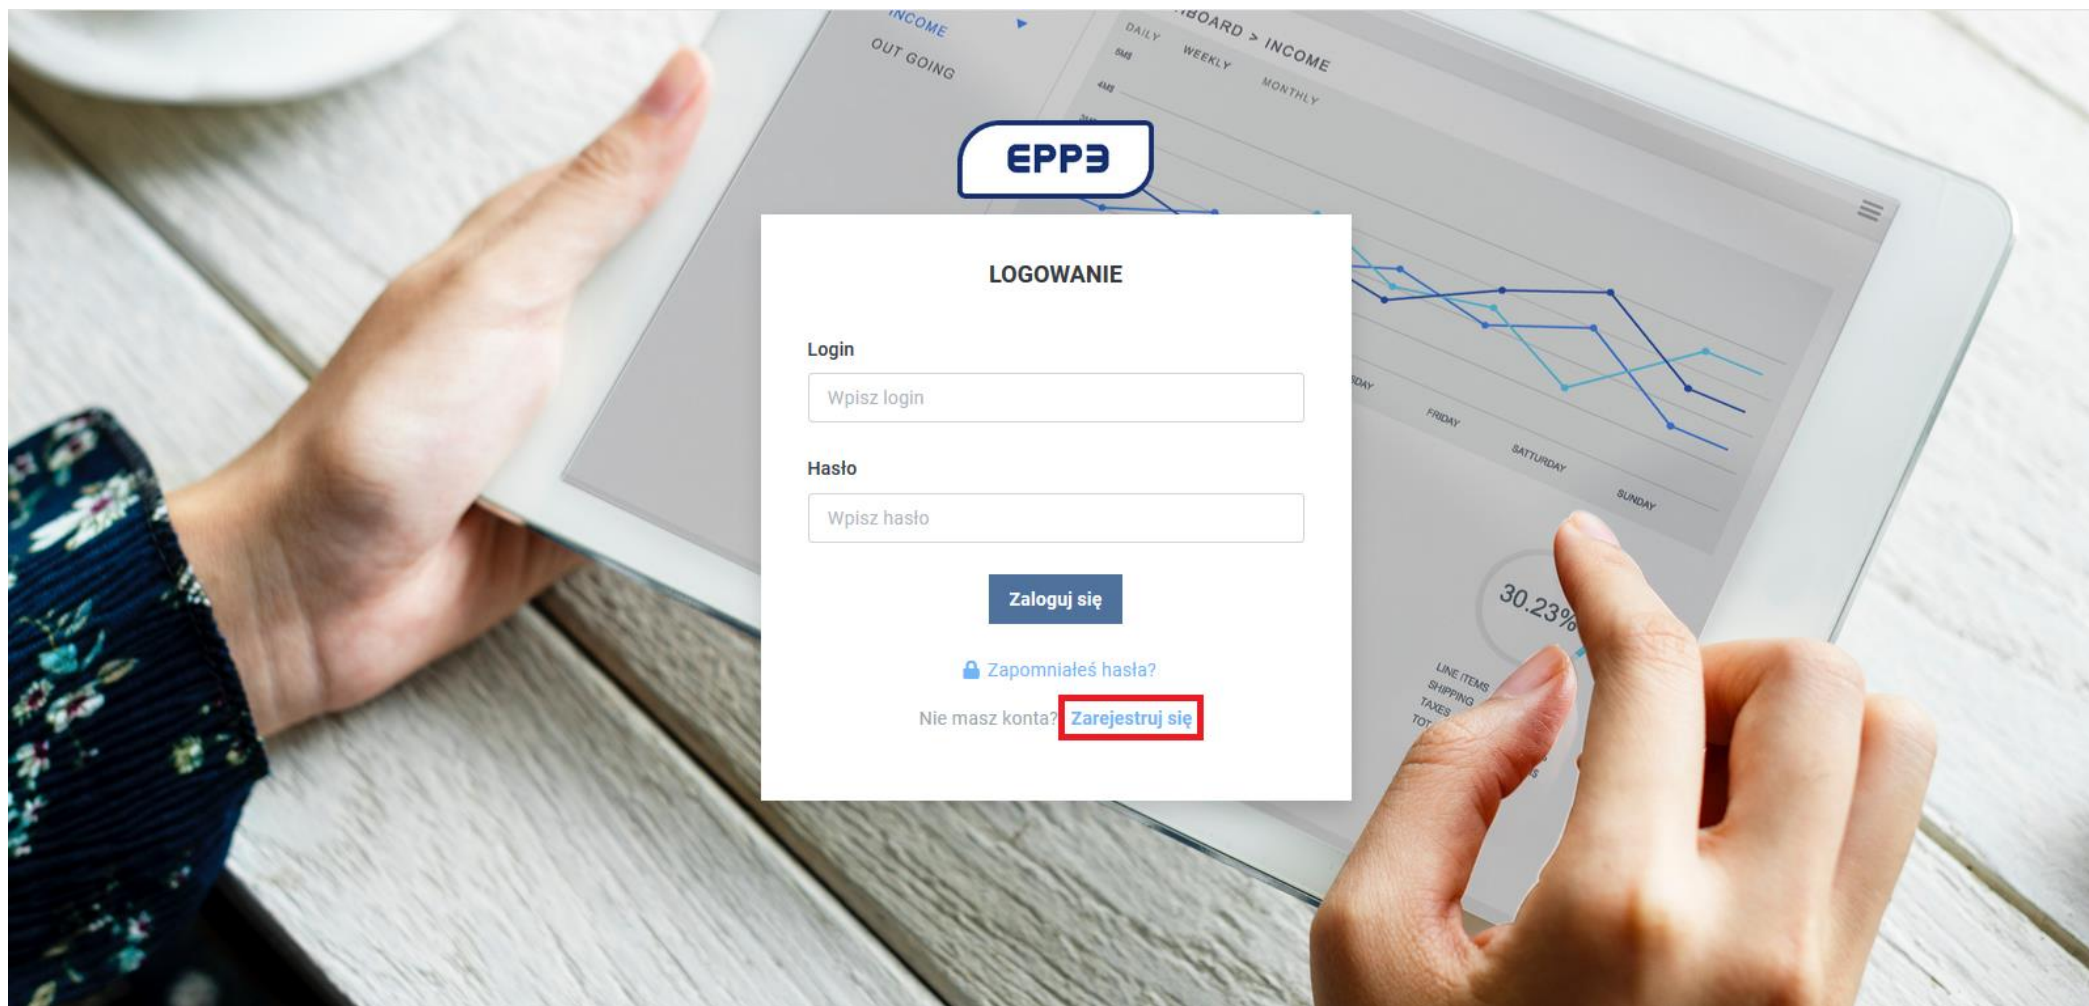 INCOME
OUT GOING
DAILY WEEKLY MONTHLY
> INCOME
4M$
EPP3
LOGOWANIE
Login
Wpisz login
Hasło
Wpisz hasło
Zaloguj się
Zapomniałeś hasła?
Nie masz konta? Zarejestruj się
FRIDAY
SATTURDAY
SUNDAY
30.23%
LINE ITEMS
SHIPPING
TAXES